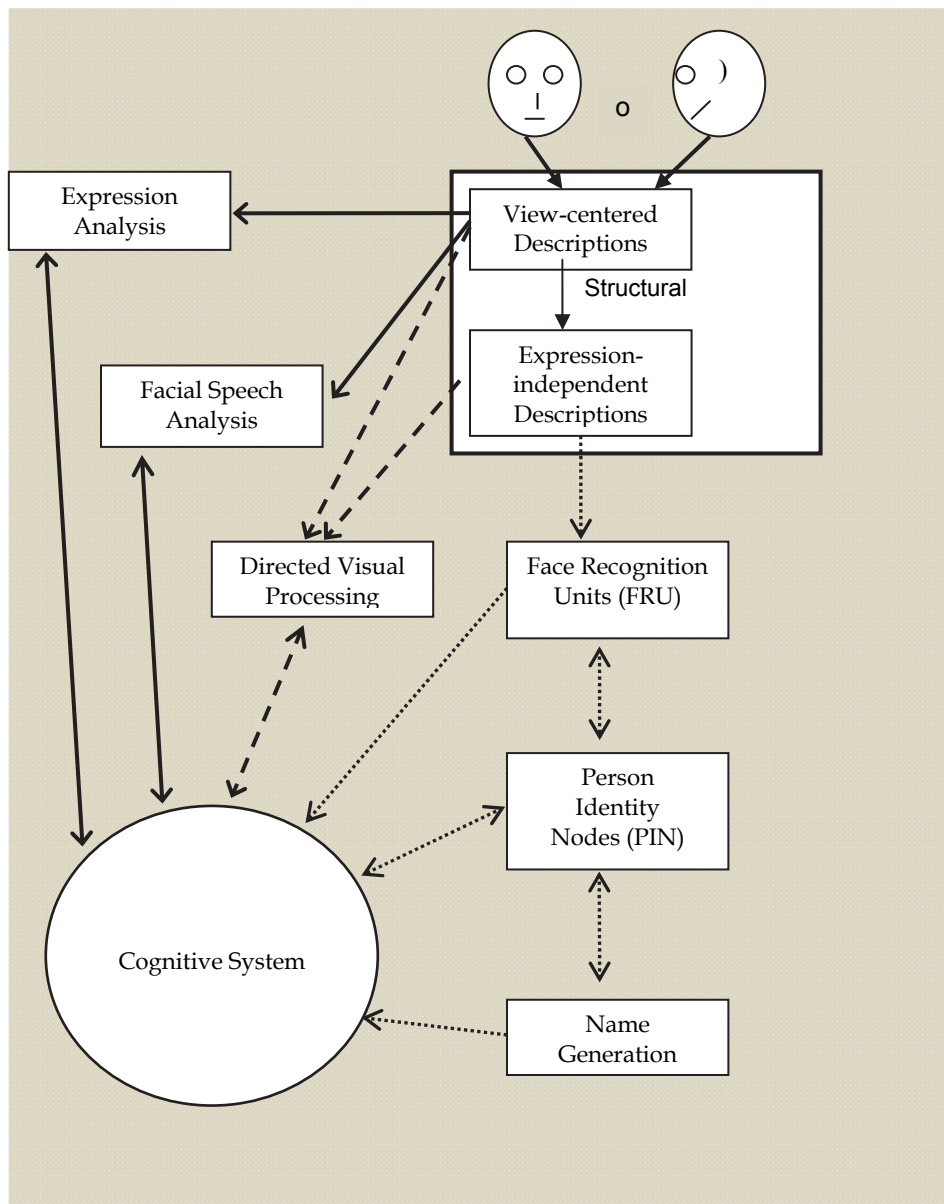 o
Expression
Analysis
View-centered
Descriptions
Structural
Expression-
independent
Descriptions
Facial Speech
Analysis
Directed Visual
Processing
Face Recognition
Units (FRU)
Person
Identity
Nodes (PIN)
Cognitive System
Name
Generation